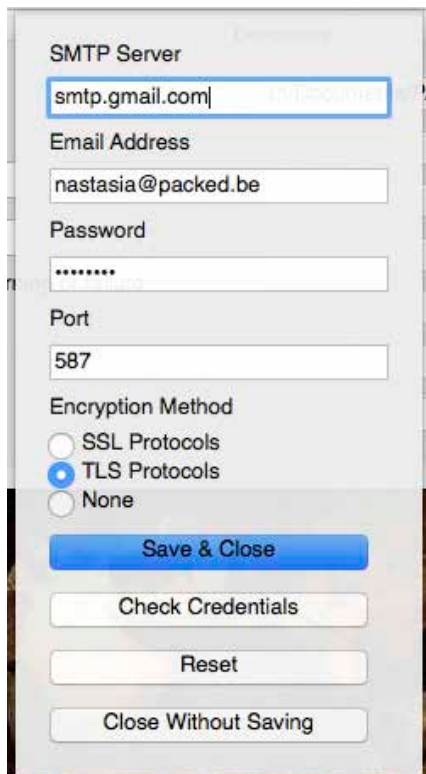 SMTP Server
smtp.gmail.com
Email Address
nastasia@packed.be
Password
••••••••
Port
587
Encryption Method
SSL Protocols
TLS Protocols
None
Save & Close
Check Credentials
Reset
Close Without Saving